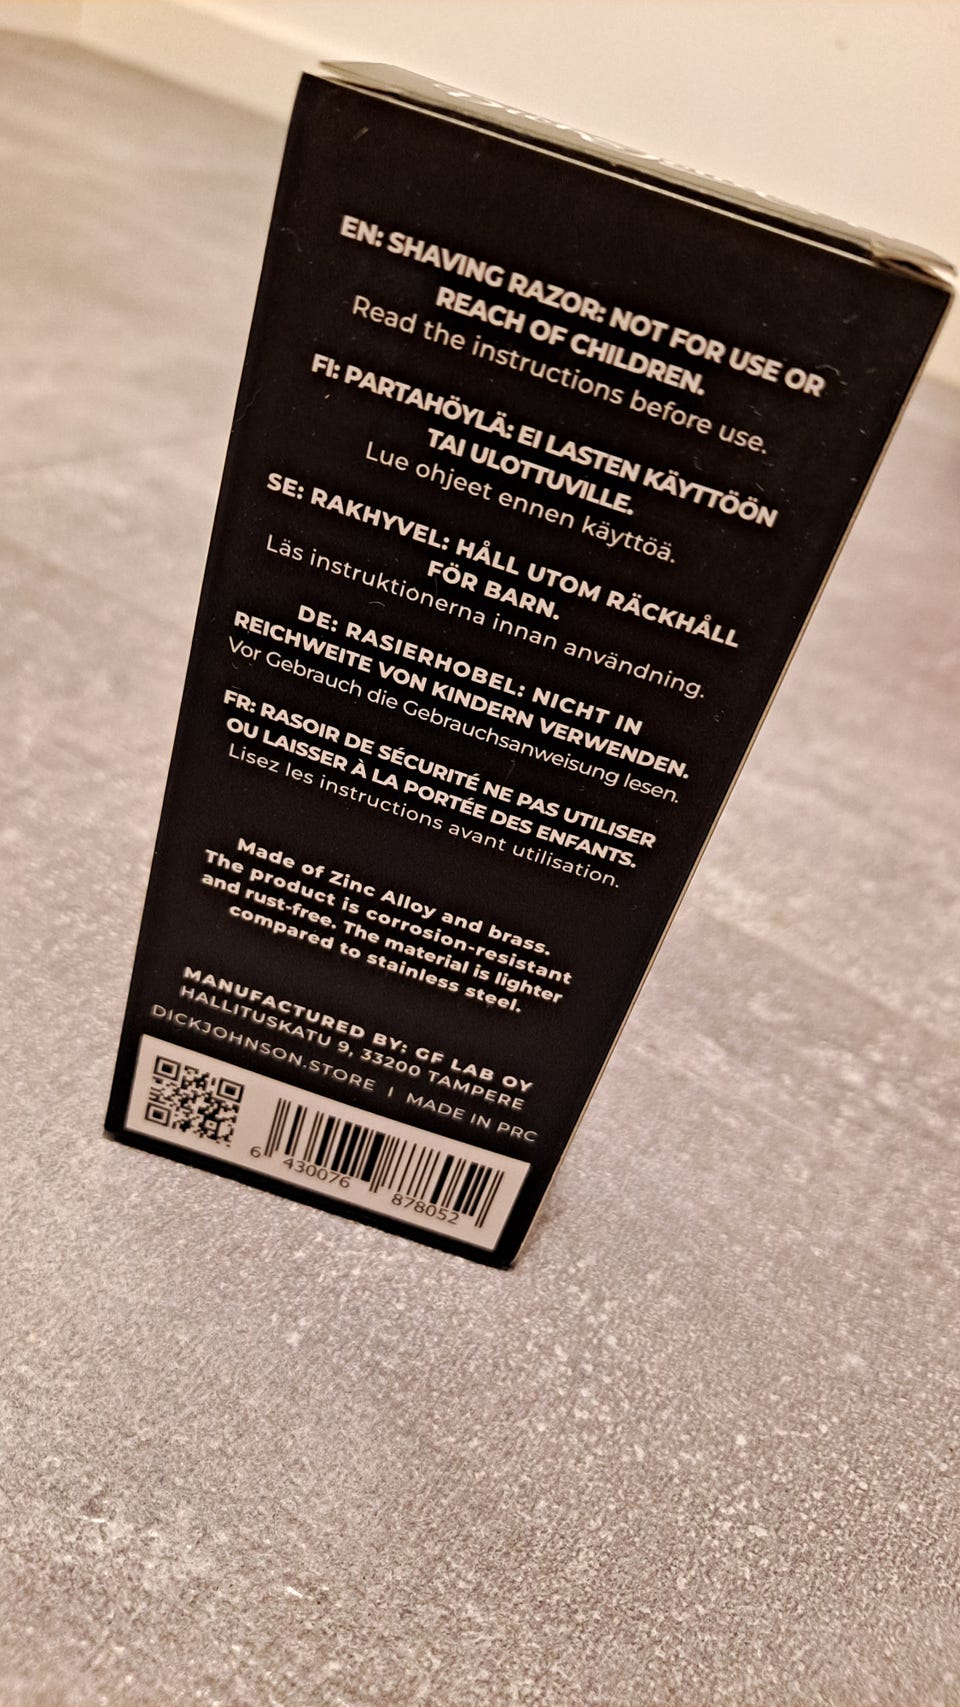 EN: SHAVING RAZOR: NOT FOR USE OR
REACH OF CHILDREN.
Read the instructions before use.
FI: PARTAHÖYLÄ: EI LASTEN KÄYTTÖÖN
TAI ULOTTUVILLE.
Lue ohjeet ennen käyttöä.
SE: RAKHYVEL: HÅLL UTOM RÄCKHÅLL
FÖR BARN.
Läs instruktionerna innan användning.
DE: RASIERHOBEL: NICHT IN
REICHWEITE VON KINDERN VERWENDEN.
Vor Gebrauch die Gebrauchsanweisung lesen.
FR: RASOIR DE SÉCURITÉ NE PAS UTILISER
OU LAISSER À LA PORTÉE DES ENFANTS.
Lisez les instructions avant utilisation.
Made of Zinc Alloy and brass.
The product is corrosion-resistant
and rust-free. The material is lighter
compared to stainless steel.
MANUFACTURED BY: GF LAB OY
HALLITUSKATU 9, 33200 TAMPERE
DICKJOHNSON.STORE | MADE IN PRC
6 430076 878052